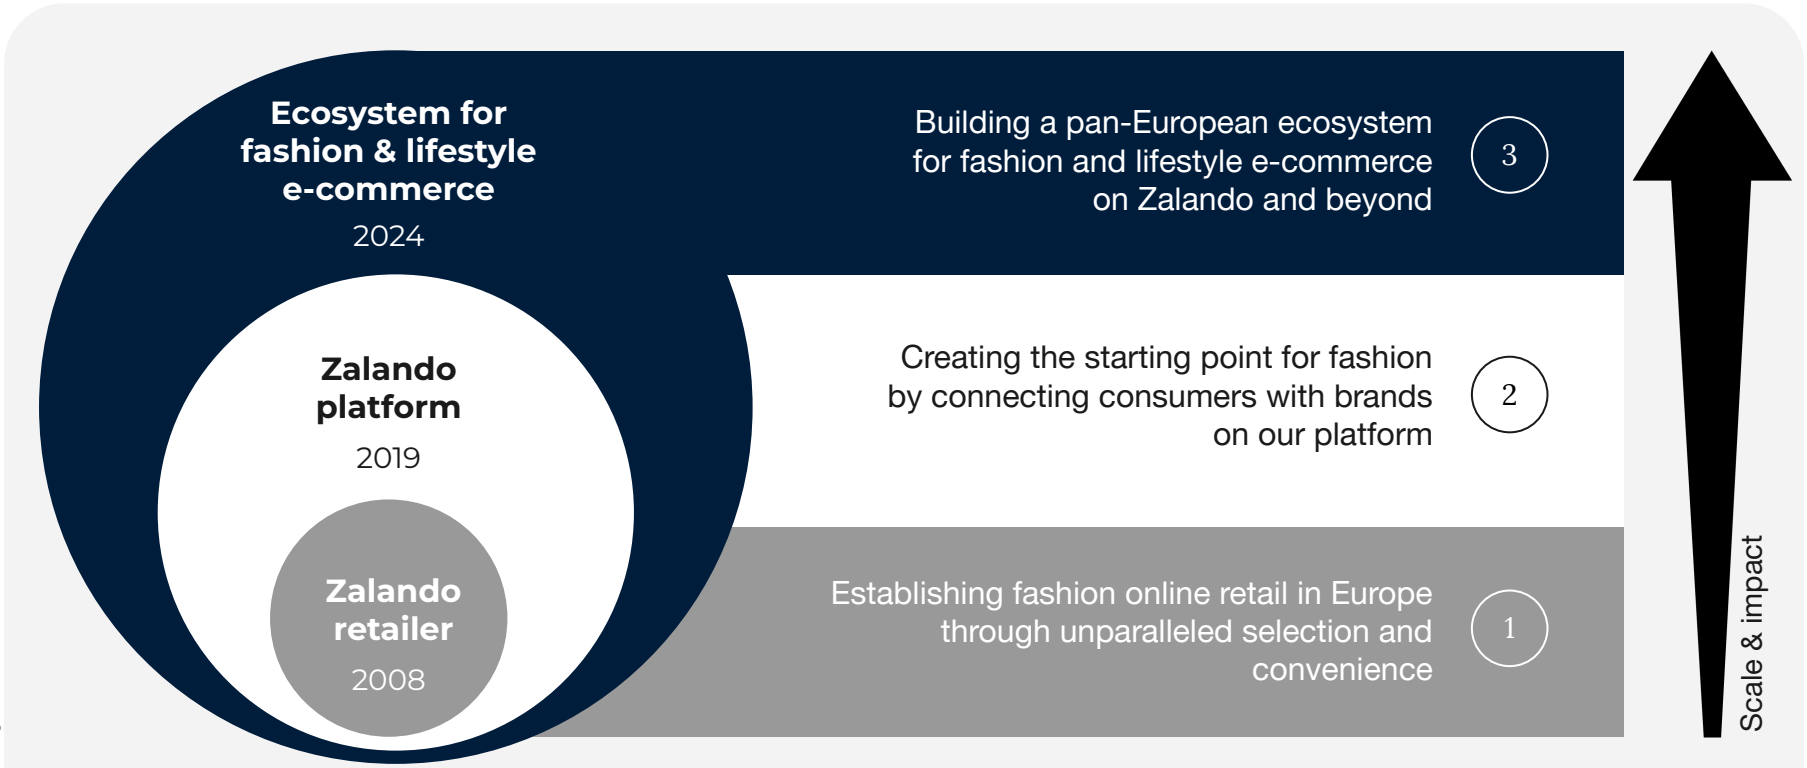 Ecosystem for
fashion & lifestyle
e-commerce
2024
Building a pan-European ecosystem
for fashion and lifestyle e-commerce
on Zalando and beyond
3
Zalando
platform
2019
Creating the starting point for fashion
by connecting consumers with brands
on our platform
2
Zalando
retailer
2008
Establishing fashion online retail in Europe
through unparalleled selection and
convenience
1
Scale & impact